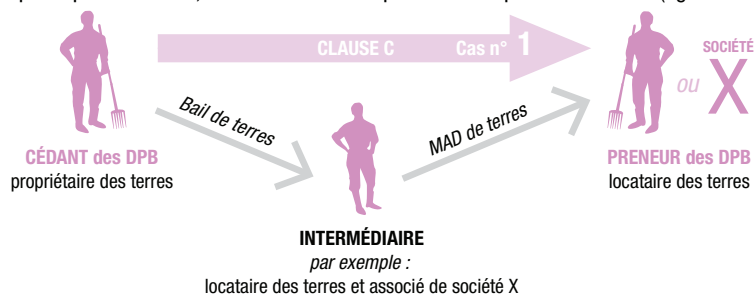 CLAUSE C Cas n° 1
SOCIÉTÉ
ou X
Bail de terres
MAD de terres
CÉDANT des DPB
propriétaire des terres
PRENEUR des DPB
locataire des terres
INTERMÉDIAIRE
par exemple :
locataire des terres et associé de société X